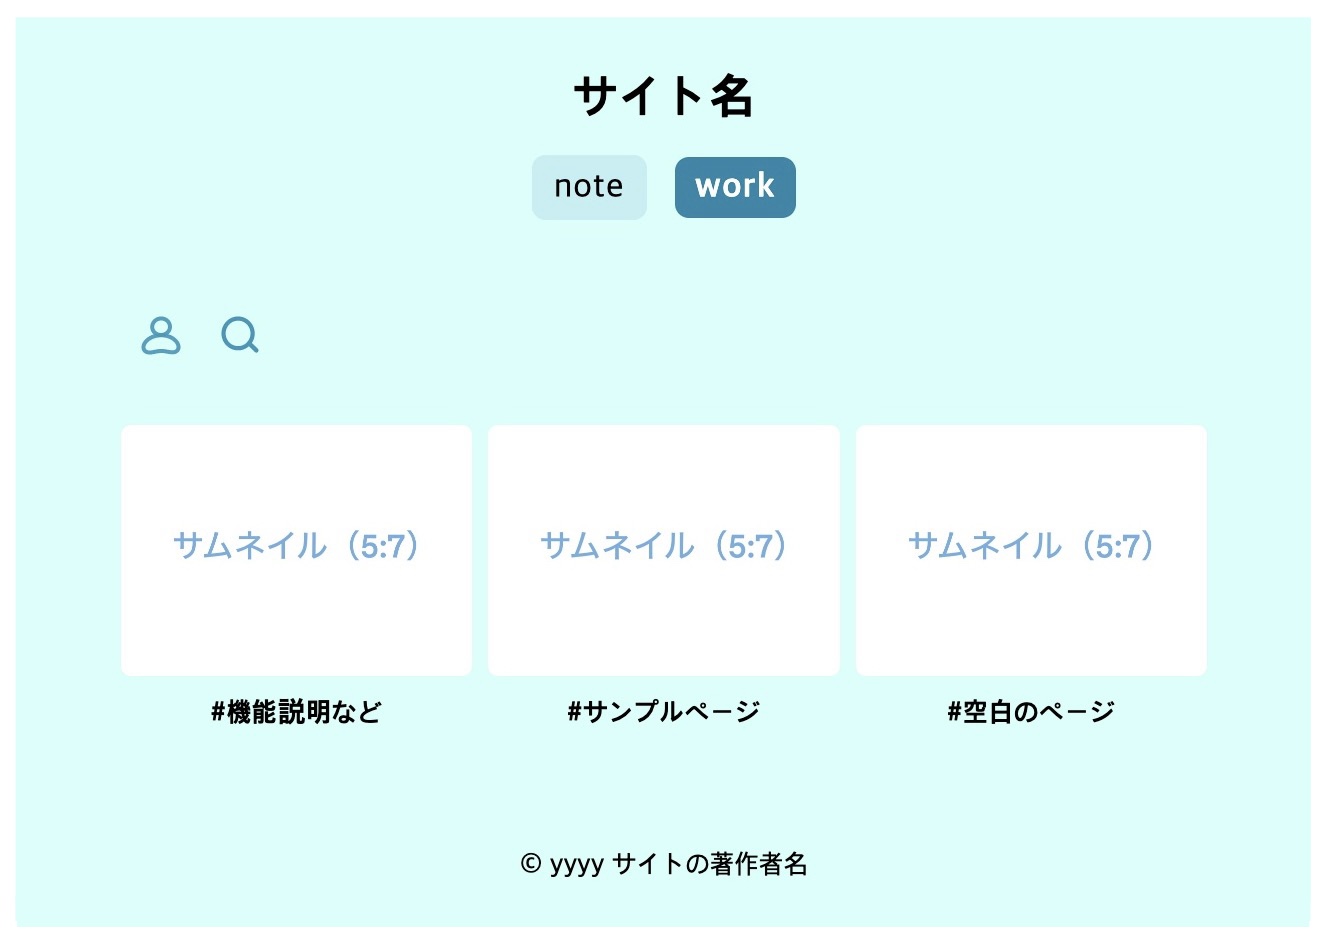 サイト名
note work
サムネイル（5:7） サムネイル（5:7） サムネイル（5:7）
#機能説明など #サンプルページ #空白のページ
© yyyy サイトの著作者名